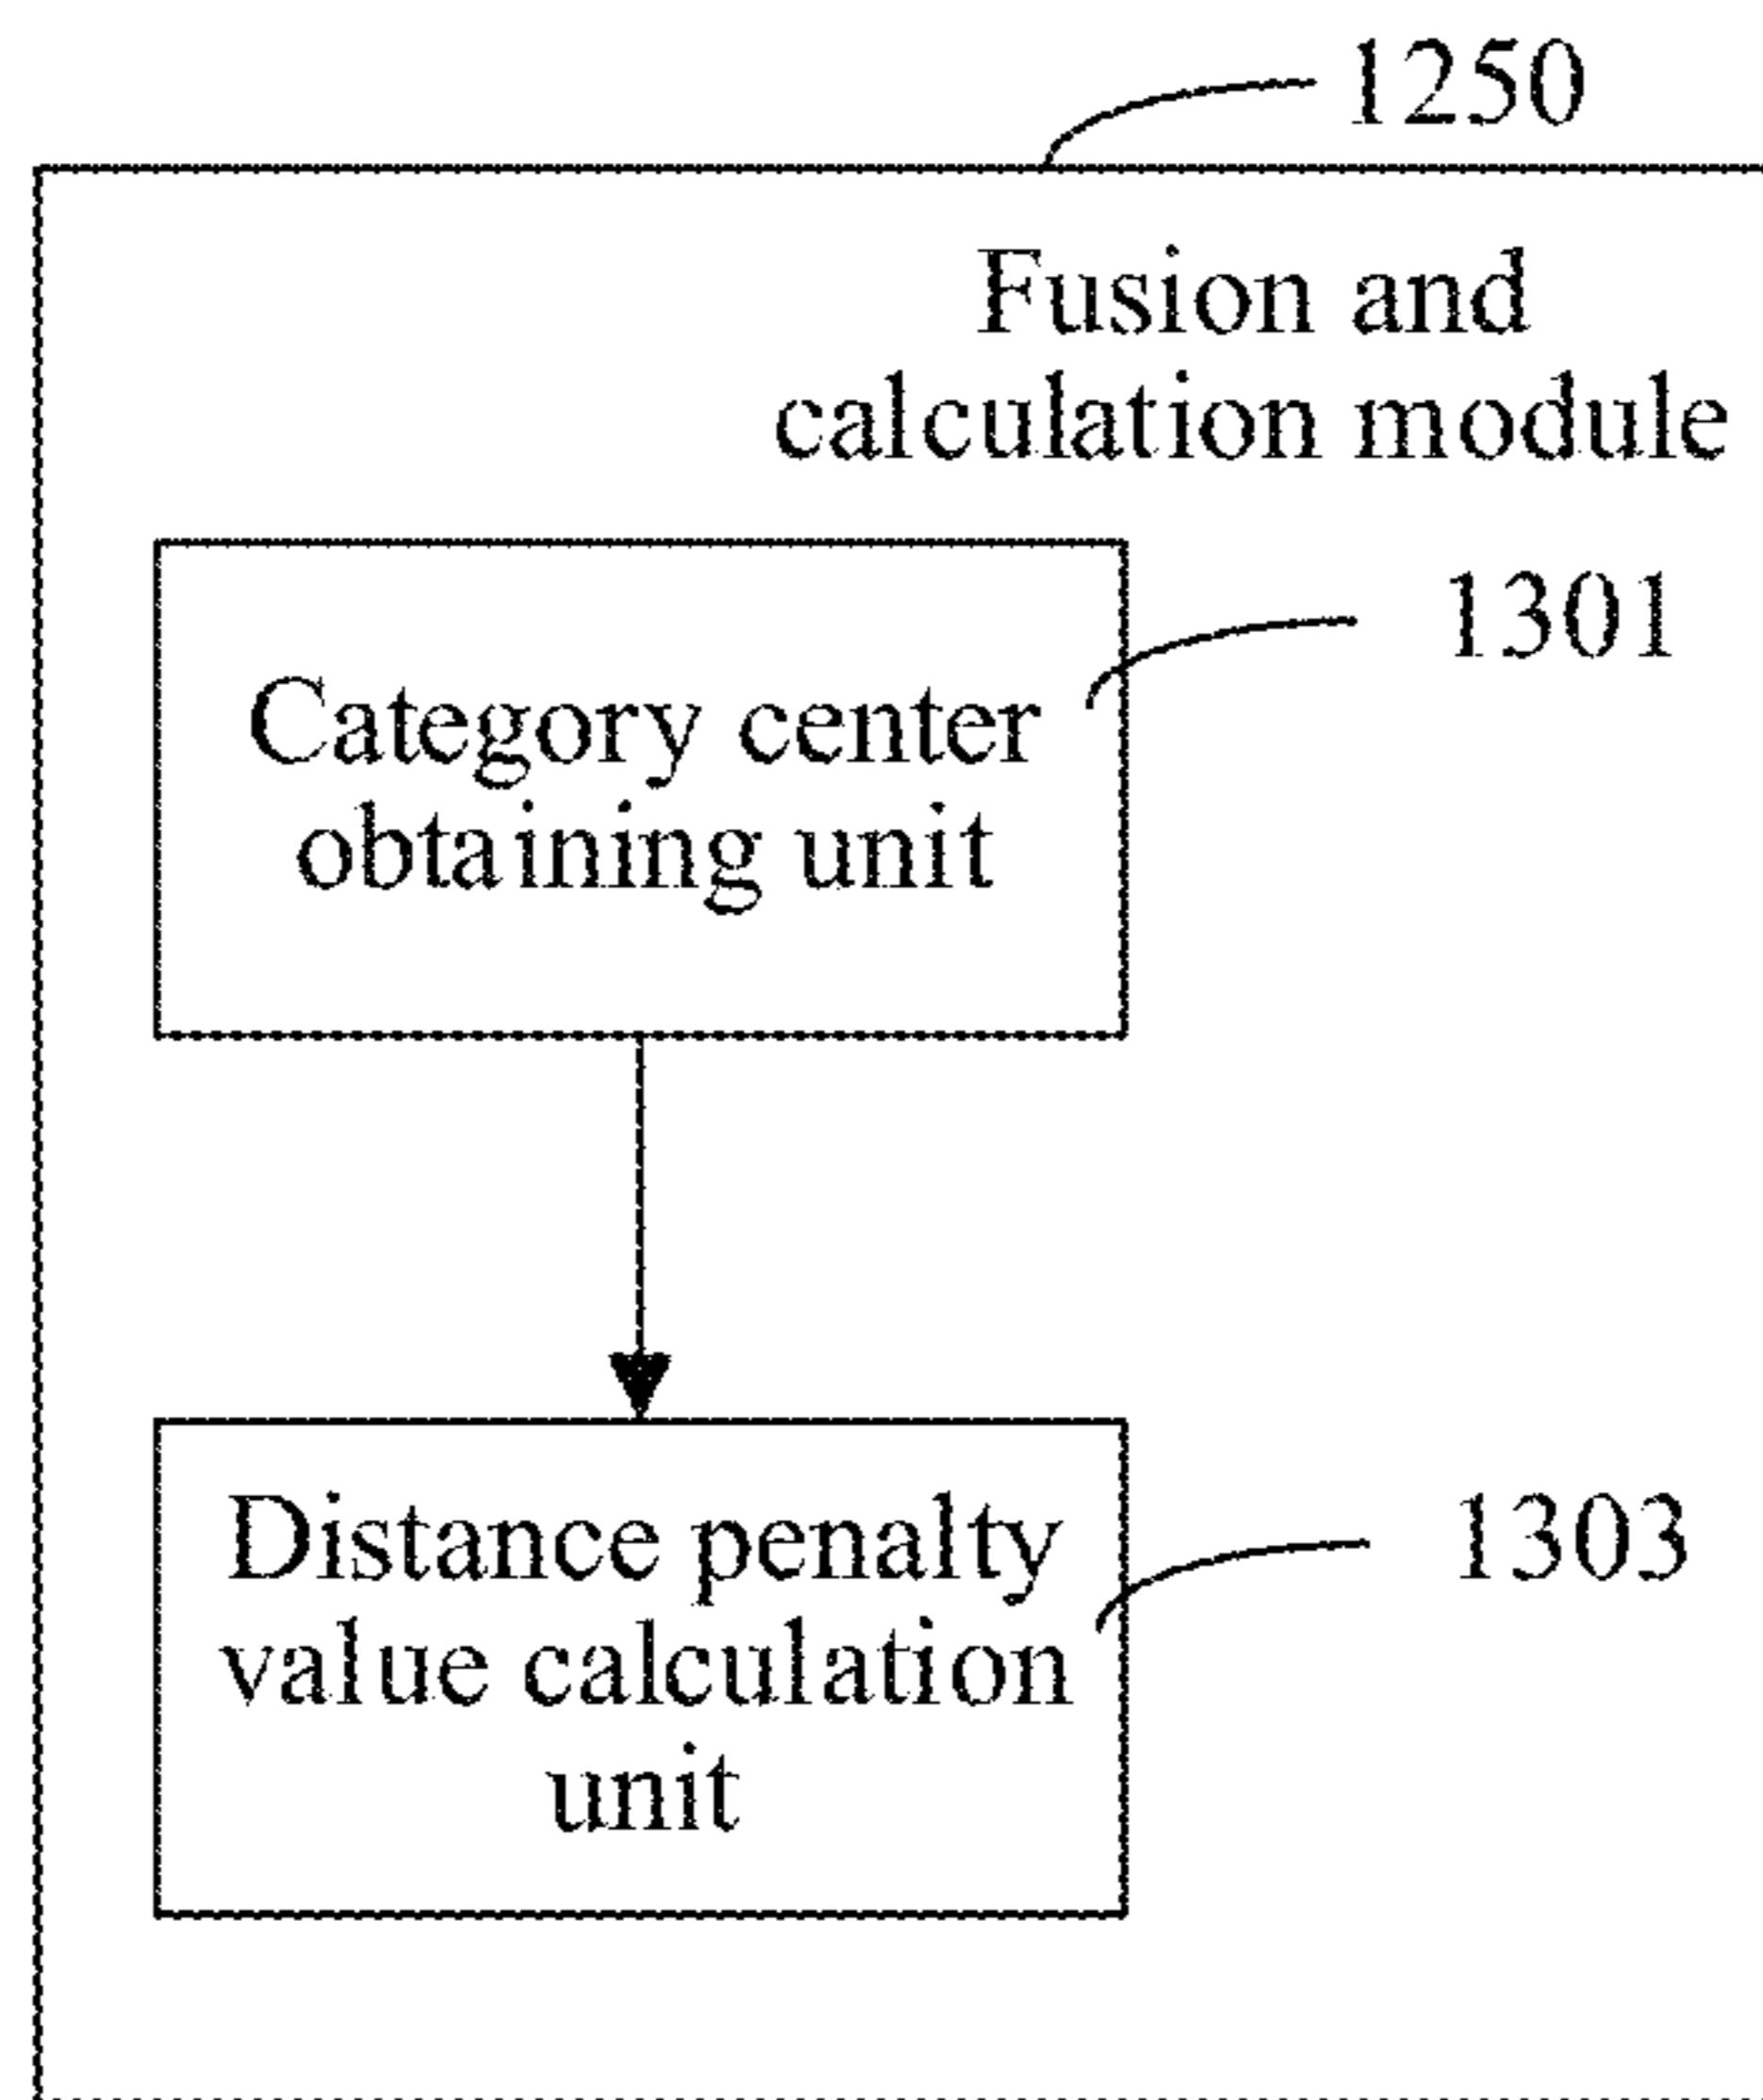 1250
Fusion and
calculation module
1301
Category center
obtaining unit
Distance penalty
1303
value calculation
unit